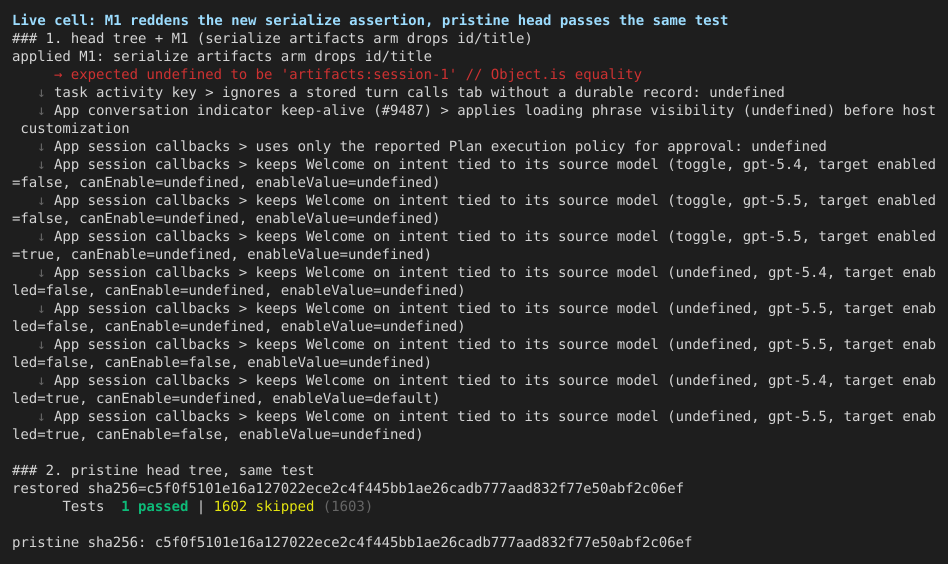 Live cell: M1 reddens the new serialize assertion, pristine head passes the same test
### 1. head tree + M1 (serialize artifacts arm drops id/title)
applied M1: serialize artifacts arm drops id/title
→ expected undefined to be 'artifacts:session-1' // Object.is equality
↓ task activity key > ignores a stored turn calls tab without a durable record: undefined
↓ App conversation indicator keep-alive (#9487) > applies loading phrase visibility (undefined) before host
customization
↓ App session callbacks > uses only the reported Plan execution policy for approval: undefined
↓ App session callbacks > keeps Welcome on intent tied to its source model (toggle, gpt-5.4, target enabled
=false, canEnable=undefined, enableValue=undefined)
↓ App session callbacks > keeps Welcome on intent tied to its source model (toggle, gpt-5.5, target enabled
=false, canEnable=undefined, enableValue=undefined)
↓ App session callbacks > keeps Welcome on intent tied to its source model (toggle, gpt-5.5, target enabled
=true, canEnable=undefined, enableValue=undefined)
↓ App session callbacks > keeps Welcome on intent tied to its source model (undefined, gpt-5.4, target enab
led=false, canEnable=undefined, enableValue=undefined)
↓ App session callbacks > keeps Welcome on intent tied to its source model (undefined, gpt-5.5, target enab
led=false, canEnable=undefined, enableValue=undefined)
↓ App session callbacks > keeps Welcome on intent tied to its source model (undefined, gpt-5.5, target enab
led=false, canEnable=false, enableValue=undefined)
↓ App session callbacks > keeps Welcome on intent tied to its source model (undefined, gpt-5.4, target enab
led=true, canEnable=undefined, enableValue=default)
↓ App session callbacks > keeps Welcome on intent tied to its source model (undefined, gpt-5.5, target enab
led=true, canEnable=false, enableValue=undefined)
### 2. pristine head tree, same test
restored sha256=c5f0f5101e16a127022ece2c4f445bb1ae26cadb777aad832f77e50abf2c06ef
Tests 1 passed | 1602 skipped (1603)
pristine sha256: c5f0f5101e16a127022ece2c4f445bb1ae26cadb777aad832f77e50abf2c06ef